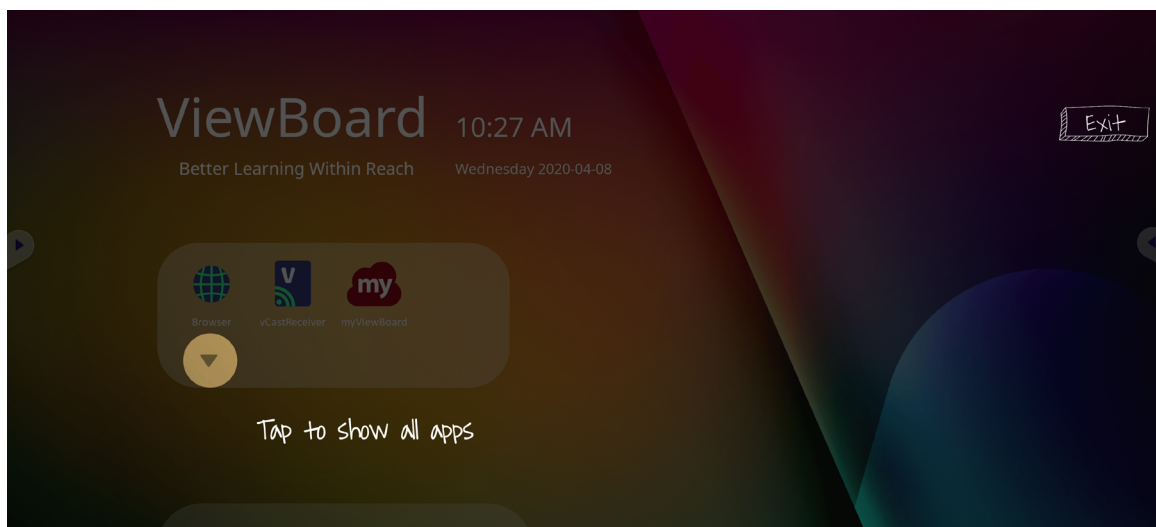 ViewBoard
10:27 AM
Better Learning Within Reach
Wednesday 2020-04-08
Exit
V
my
Browser
vCastReceiver
myViewBoard
Tap to show all apps